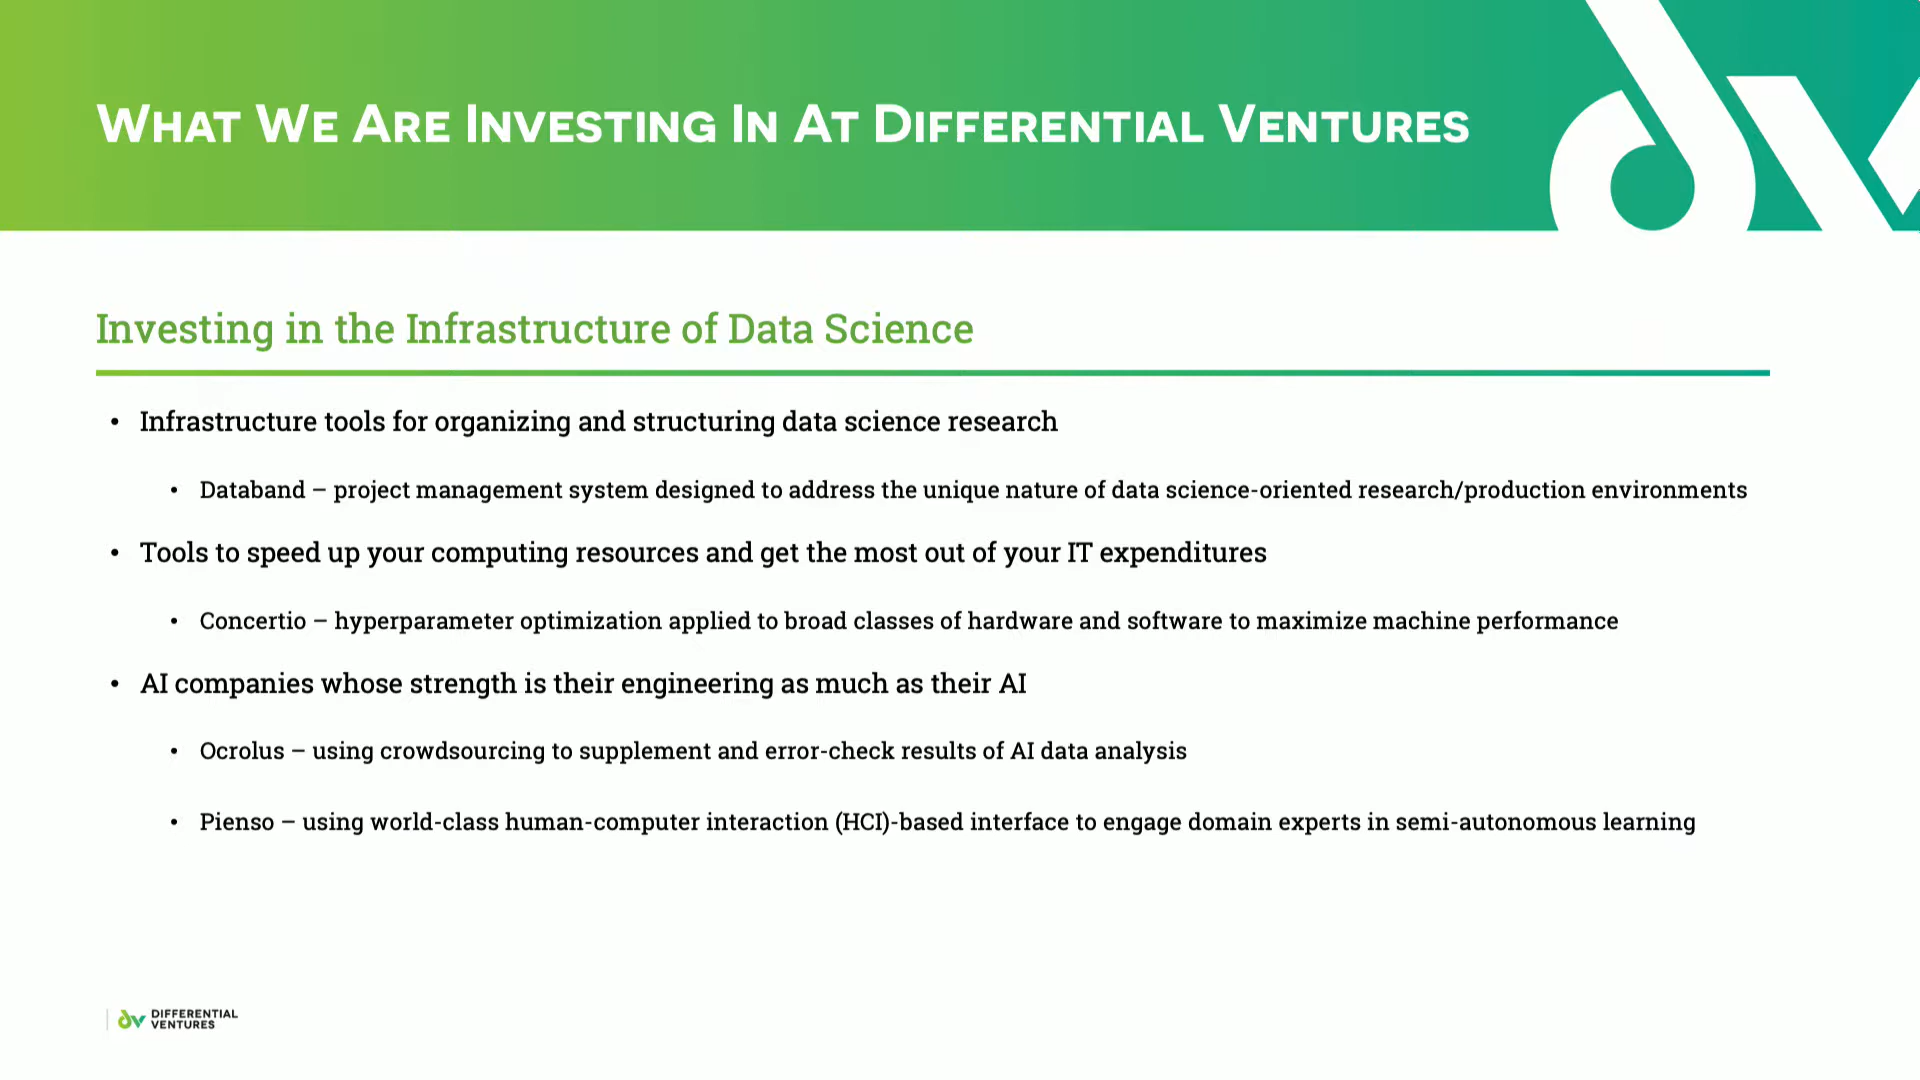 What We Are Investing In At Differential Ventures
Investing in the Infrastructure of Data Science
• Infrastructure tools for organizing and structuring data science research
• Databand – project management system designed to address the unique nature of data science-oriented research/production environments
• Tools to speed up your computing resources and get the most out of your IT expenditures
• Concertio – hyperparameter optimization applied to broad classes of hardware and software to maximize machine performance
• AI companies whose strength is their engineering as much as their AI
• Ocrolus – using crowdsourcing to supplement and error-check results of AI data analysis
• Pienso – using world-class human-computer interaction (HCI)-based interface to engage domain experts in semi-autonomous learning
DIFFERENTIAL
VENTURES